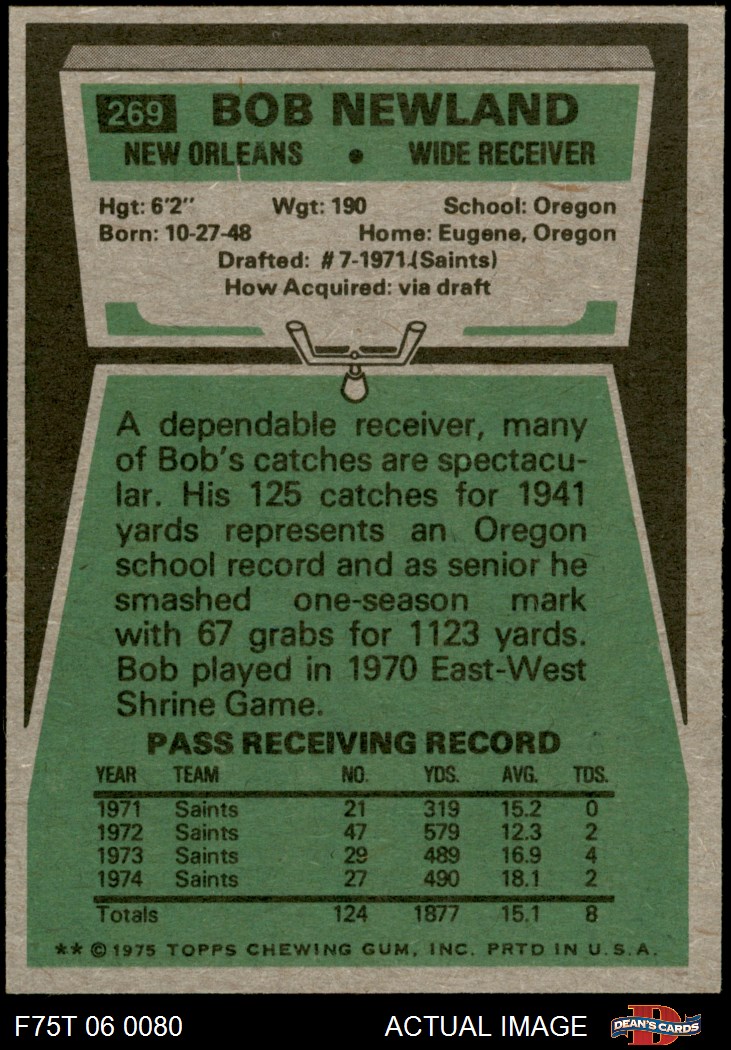 269 BOB NEWLAND
NEW ORLEANS • WIDE RECEIVER
Hgt: 6'2" Wgt: 190 School: Oregon
Born: 10-27-48 Home: Eugene, Oregon
Drafted: #7-1971 (Saints)
How Acquired: via draft
A dependable receiver, many
of Bob's catches are spectacu-
lar. His 125 catches for 1941
yards represents an Oregon
school record and as senior he
smashed one-season mark
with 67 grabs for 1123 yards.
Bob played in 1970 East-West
Shrine Game.
PASS RECEIVING RECORD
YEAR TEAM NO. YDS. AVG. TDS.
1971 Saints 21 319 15.2 0
1972 Saints 47 579 12.3 2
1973 Saints 29 489 16.9 4
1974 Saints 27 490 18.1 2
Totals 124 1877 15.1 8
** © 1975 TOPPS CHEWING GUM, INC. PRTD IN U.S.A.
F75T 06 0080 ACTUAL IMAGE D DEAN'S CARDS